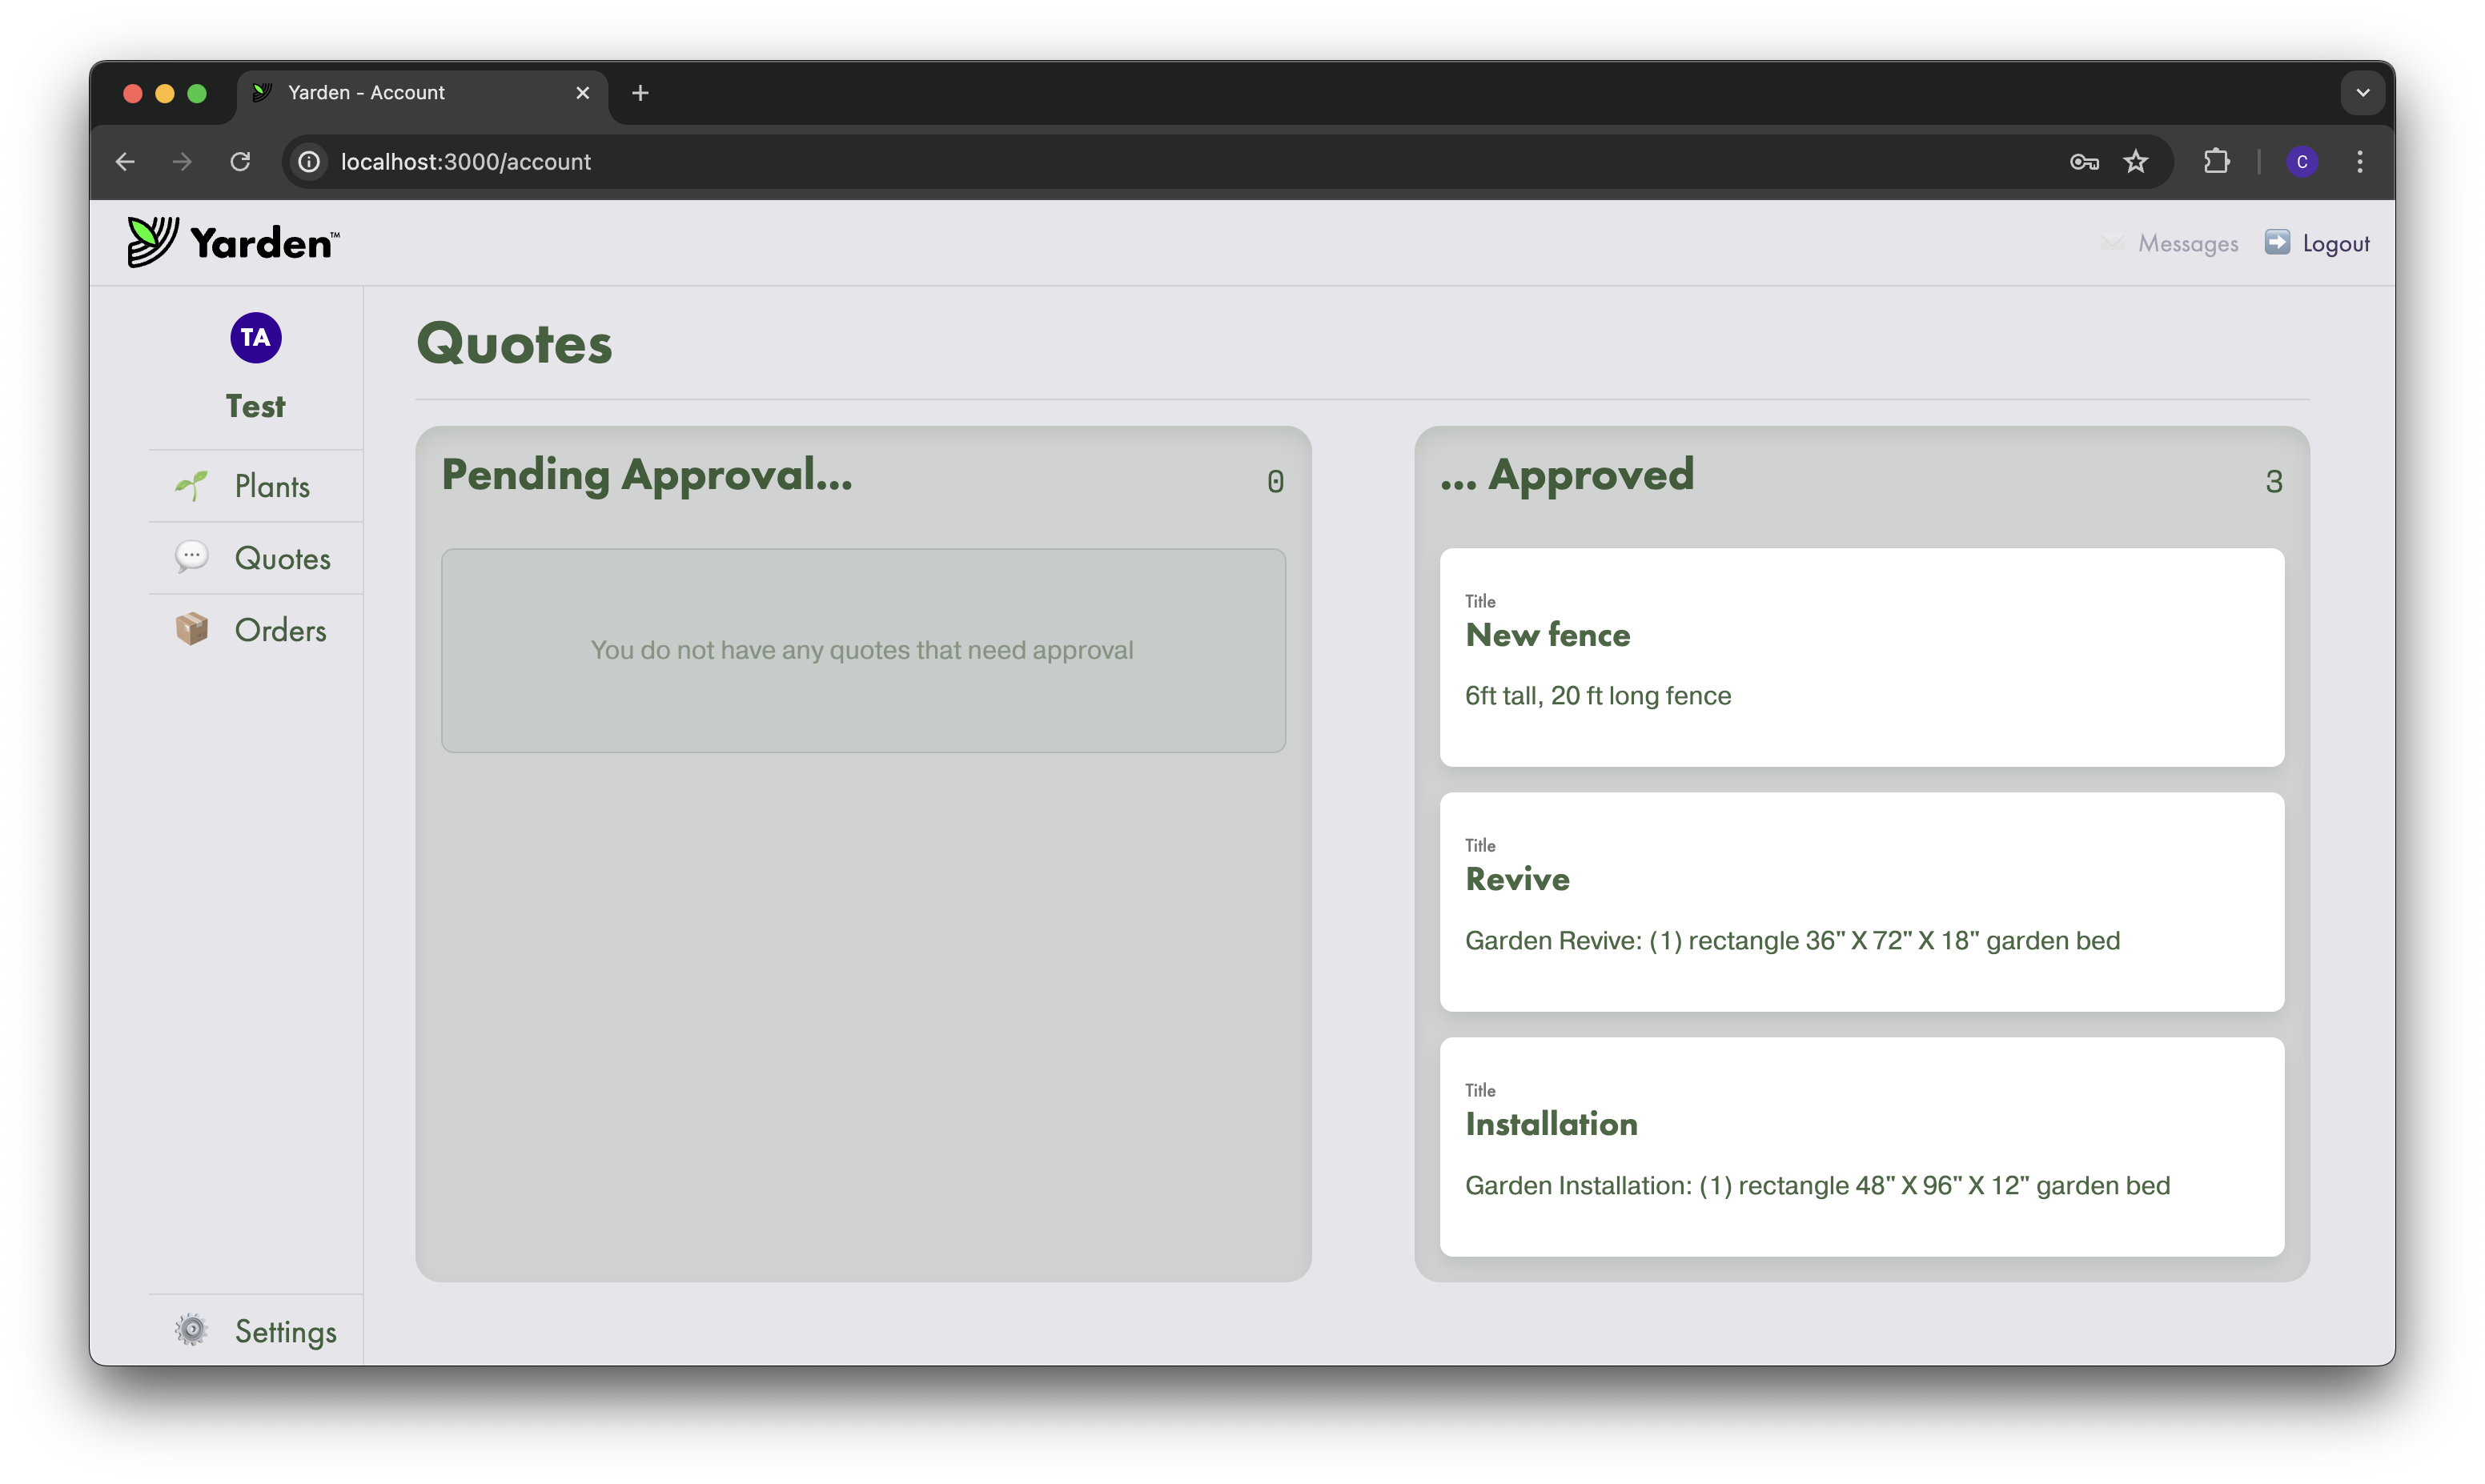 Yarden - Account
localhost:3000/account
C
Yarden™
Messages
Logout
TA
Test
Plants
Quotes
Orders
Settings
Quotes
Pending Approval...
0
You do not have any quotes that need approval
... Approved
3
Title
New fence
6ft tall, 20 ft long fence
Title
Revive
Garden Revive: (1) rectangle 36" X 72" X 18" garden bed
Title
Installation
Garden Installation: (1) rectangle 48" X 96" X 12" garden bed